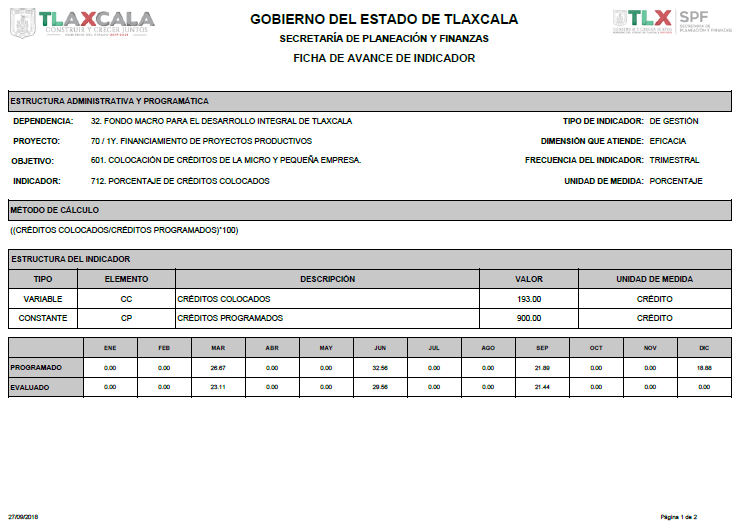 TLAXCALA
CONSTRUIR Y CRECER JUNTOS
GOBIERNO DEL ESTADO DE TLAXCALA
SECRETARÍA DE PLANEACIÓN Y FINANZAS
FICHA DE AVANCE DE INDICADOR
TLX SPF
SECRETARÍA DE
PLANEACIÓN Y FINANZAS
CONSTRUIR Y CRECER JUNTOS
ESTRUCTURA ADMINISTRATIVA Y PROGRAMÁTICA
DEPENDENCIA: 32. FONDO MACRO PARA EL DESARROLLO INTEGRAL DE TLAXCALA TIPO DE INDICADOR: DE GESTIÓN
PROYECTO: 70 / 1Y. FINANCIAMIENTO DE PROYECTOS PRODUCTIVOS DIMENSIÓN QUE ATIENDE: EFICACIA
OBJETIVO: 601. COLOCACIÓN DE CRÉDITOS DE LA MICRO Y PEQUEÑA EMPRESA. FRECUENCIA DEL INDICADOR: TRIMESTRAL
INDICADOR: 712. PORCENTAJE DE CRÉDITOS COLOCADOS UNIDAD DE MEDIDA: PORCENTAJE
MÉTODO DE CÁLCULO
((CRÉDITOS COLOCADOS/CRÉDITOS PROGRAMADOS)*100)
ESTRUCTURA DEL INDICADOR
TIPO ELEMENTO DESCRIPCIÓN VALOR UNIDAD DE MEDIDA
VARIABLE CC CRÉDITOS COLOCADOS 193.00 CRÉDITO
CONSTANTE CP CRÉDITOS PROGRAMADOS 900.00 CRÉDITO
ENE FEB MAR ABR MAY JUN JUL AGO SEP OCT NOV DIC
PROGRAMADO 0.00 0.00 26.67 0.00 0.00 32.56 0.00 0.00 21.89 0.00 0.00 18.88
EVALUADO 0.00 0.00 23.11 0.00 0.00 29.56 0.00 0.00 21.44 0.00 0.00 0.00
27/09/2018 Página 1 de 2